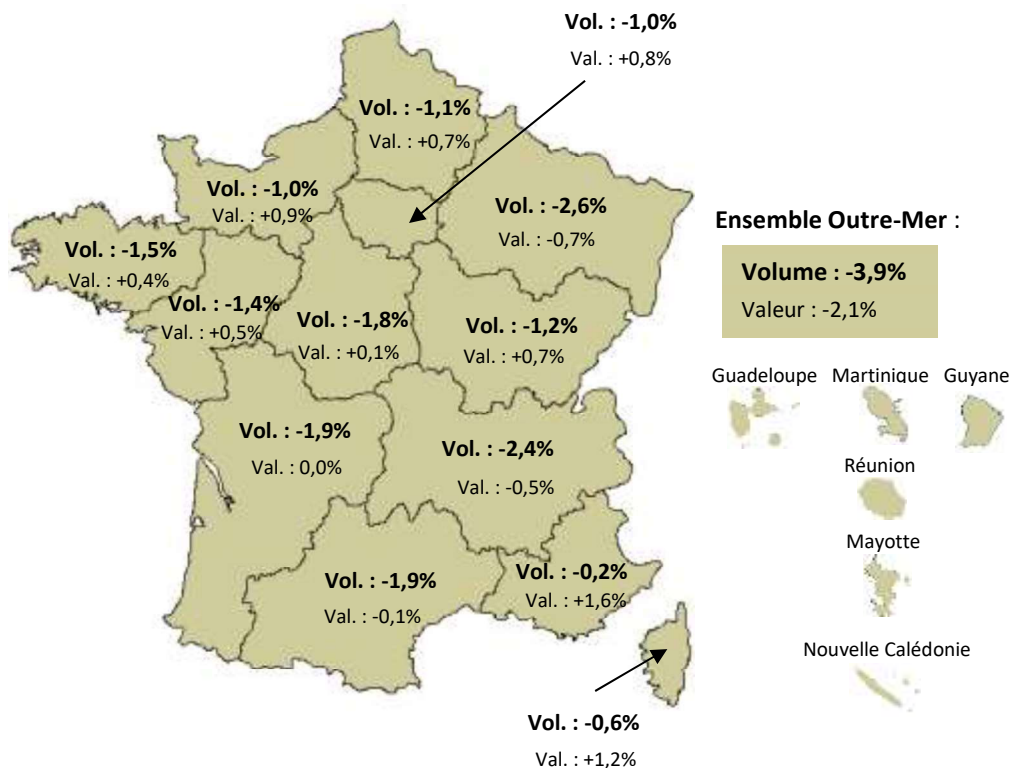 Vol. : -1,0%
Val. : +0,8%
Vol. : -1,1%
Val. : +0,7%
Vol. : -1,0%
Val. : +0,9%
Vol. : -2,6%
Val. : -0,7%
Vol. : -1,5%
Val. : +0,4%
Vol. : -1,4%
Val. : +0,5%
Vol. : -1,8%
Val. : +0,1%
Vol. : -1,2%
Val. : +0,7%
Vol. : -1,9%
Val. : 0,0%
Vol. : -2,4%
Val. : -0,5%
Vol. : -1,9%
Val. : -0,1%
Vol. : -0,2%
Val. : +1,6%
Vol. : -0,6%
Val. : +1,2%
Ensemble Outre-Mer :
Volume : -3,9%
Valeur : -2,1%
Guadeloupe Martinique Guyane
Réunion
Mayotte
Nouvelle Calédonie